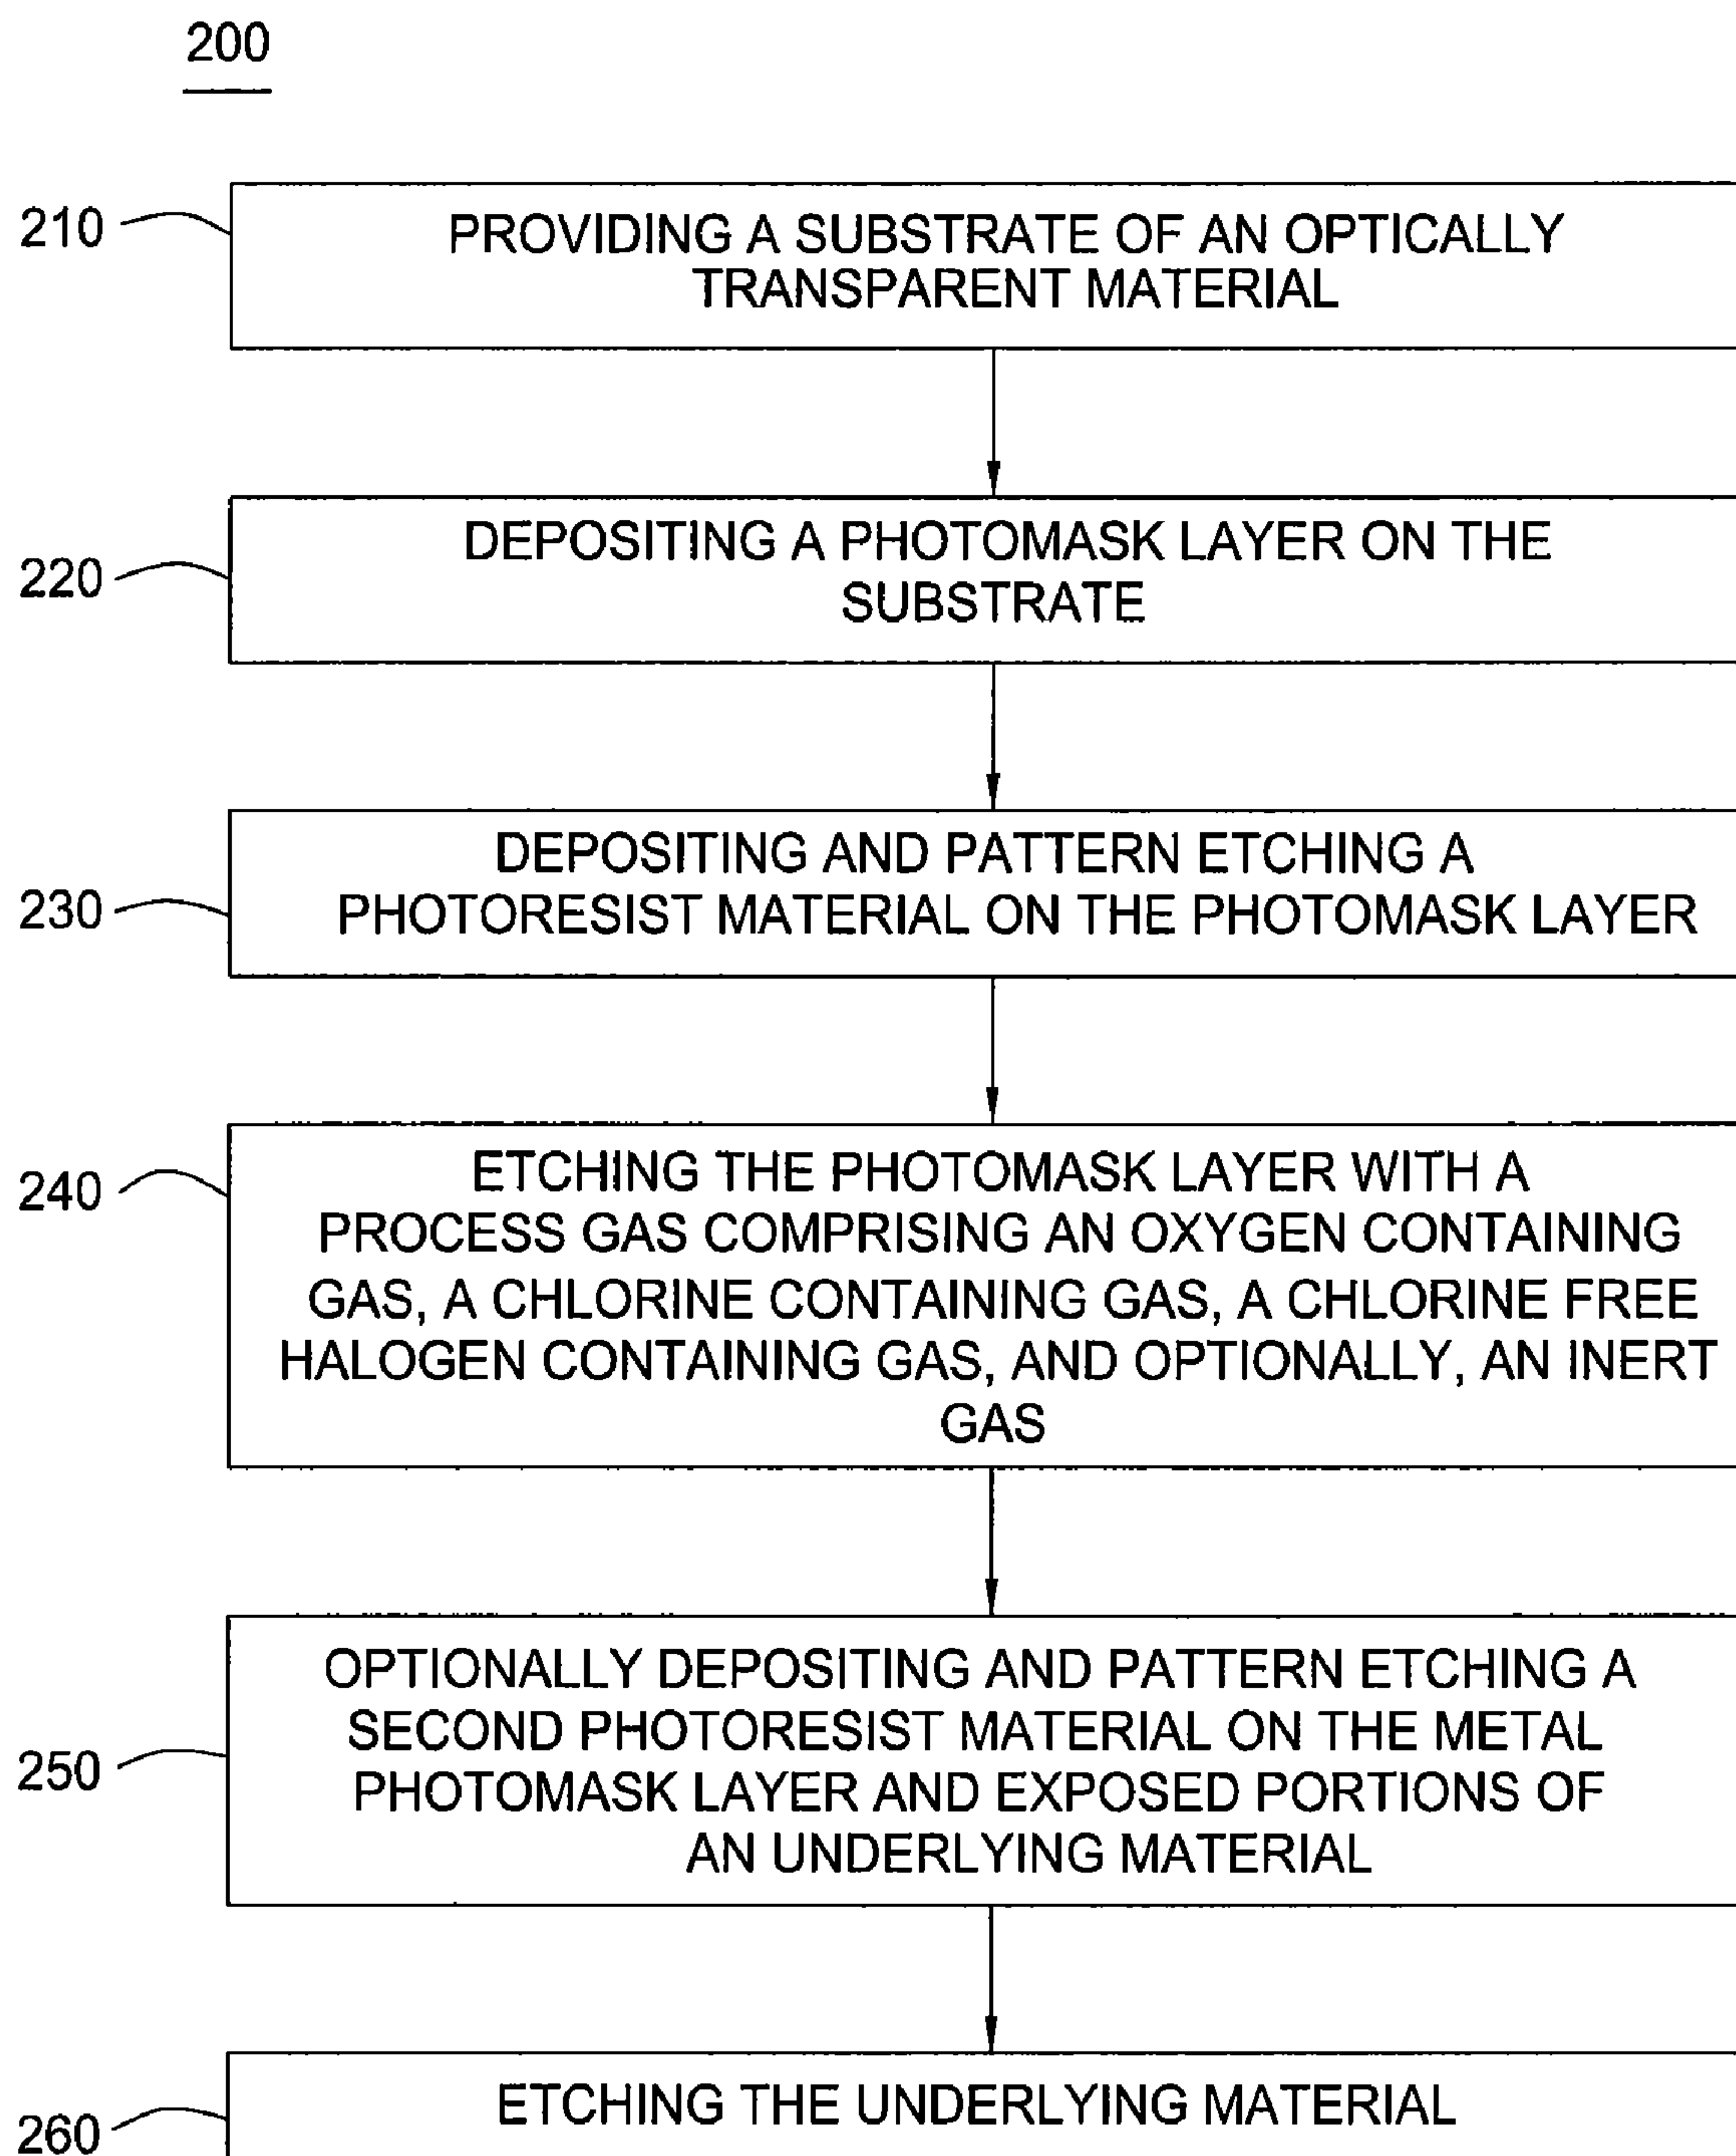 200
210
PROVIDING A SUBSTRATE OF AN OPTICALLY
TRANSPARENT MATERIAL
220
DEPOSITING A PHOTOMASK LAYER ON THE
SUBSTRATE
230
DEPOSITING AND PATTERN ETCHING A
PHOTORESIST MATERIAL ON THE PHOTOMASK LAYER
240
ETCHING THE PHOTOMASK LAYER WITH A
PROCESS GAS COMPRISING AN OXYGEN CONTAINING
GAS, A CHLORINE CONTAINING GAS, A CHLORINE FREE
HALOGEN CONTAINING GAS, AND OPTIONALLY, AN INERT
GAS
250
OPTIONALLY DEPOSITING AND PATTERN ETCHING A
SECOND PHOTORESIST MATERIAL ON THE METAL
PHOTOMASK LAYER AND EXPOSED PORTIONS OF
AN UNDERLYING MATERIAL
260
ETCHING THE UNDERLYING MATERIAL